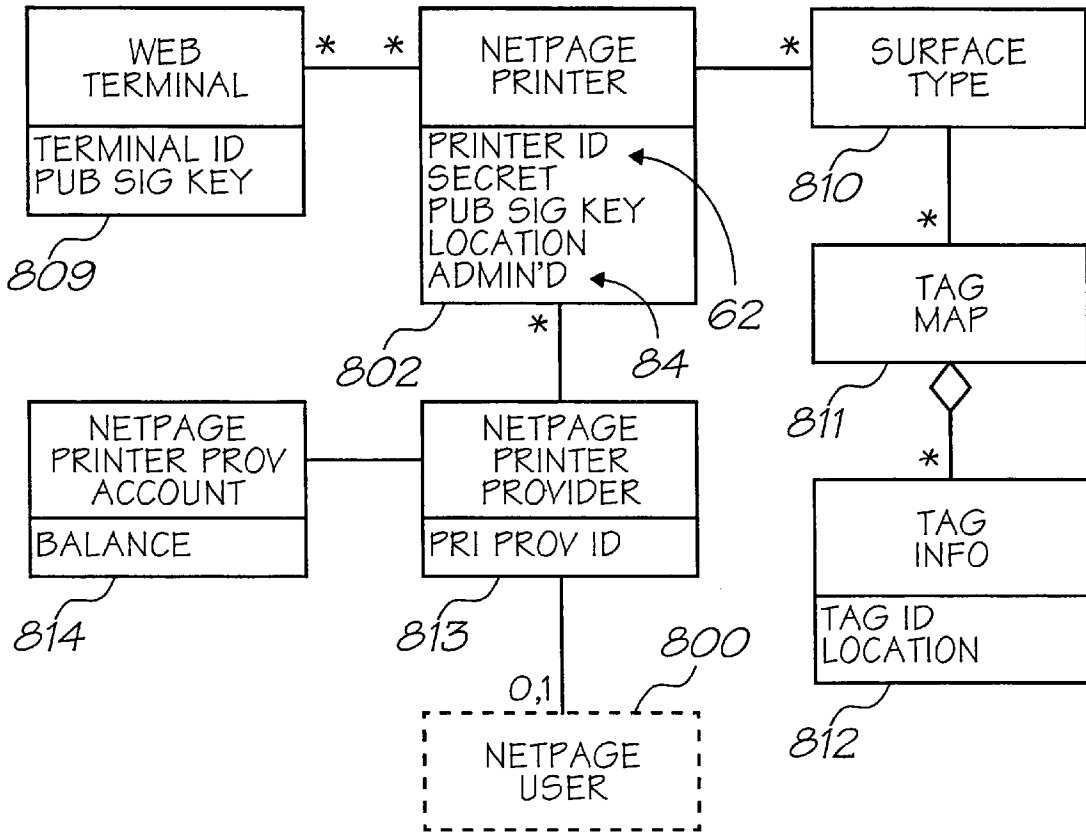 WEB
TERMINAL
TERMINAL ID
PUB SIG KEY
809
*
*
NETPAGE
PRINTER
PRINTER ID
SECRET
PUB SIG KEY
LOCATION
ADMIN'D
802
62
84
*
*
SURFACE
TYPE
810
*
TAG
MAP
811
*
TAG
INFO
TAG ID
LOCATION
812
NETPAGE
PRINTER PROV
ACCOUNT
BALANCE
814
NETPAGE
PRINTER
PROVIDER
PRI PROV ID
813
800
0,1
NETPAGE
USER